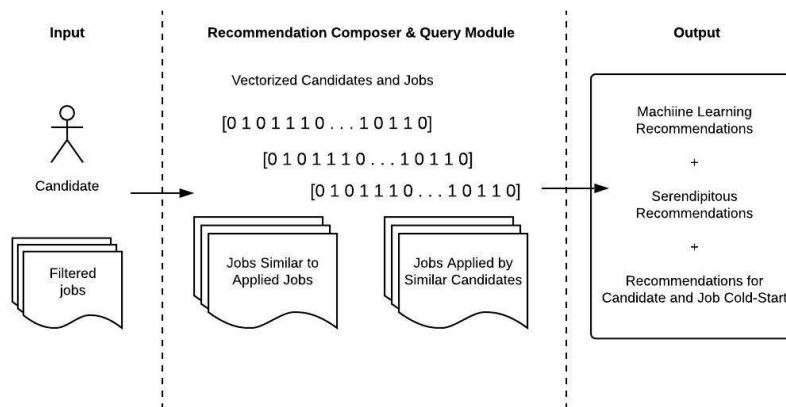 Input
Recommendation Composer & Query Module
Output
Vectorized Candidates and Jobs
[0 1 0 1 1 1 0 . . . 1 0 1 1 0]
[0 1 0 1 1 1 0 . . . 1 0 1 1 0]
[0 1 0 1 1 1 0 . . . 1 0 1 1 0]
Candidate
Filtered
jobs
Jobs Similar to
Applied Jobs
Jobs Applied by
Similar Candidates
Machiine Learning
Recommendations
+
Serendipitous
Recommendations
+
Recommendations for
Candidate and Job Cold-Start